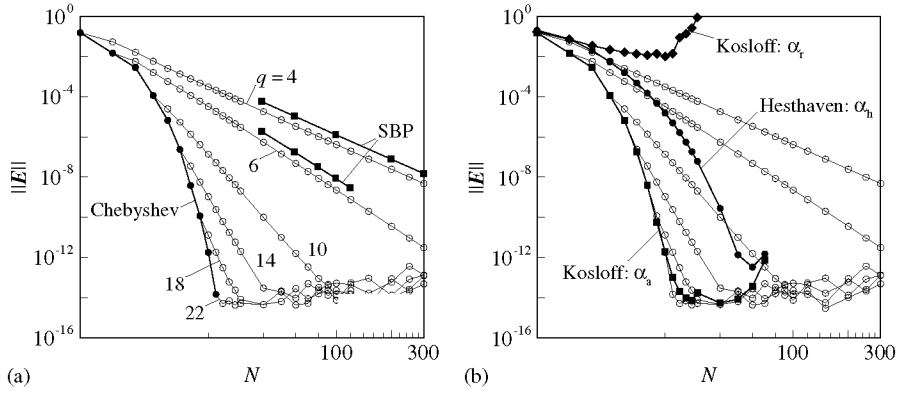 10^0
10^-4
10^-8
10^-12
10^-16
||E||
q = 4
SBP
6
Chebyshev
10
14
18
22
100
300
(a)
N
10^0
10^-4
10^-8
10^-12
10^-16
||E||
Kosloff: α_r
Hesthaven: α_h
Kosloff: α_a
100
300
(b)
N